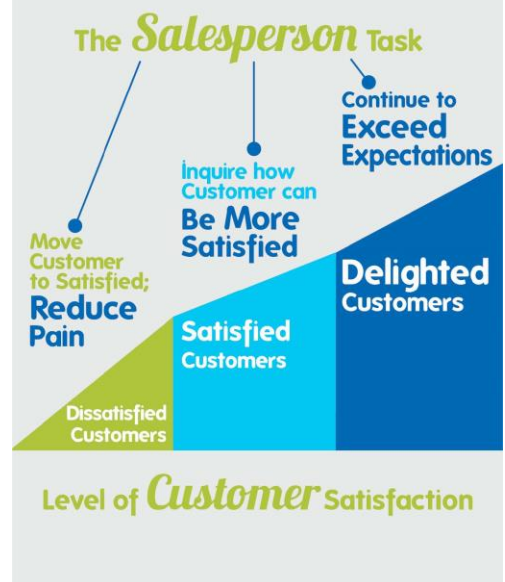 The Salesperson Task
Move
Customer
to Satisfied;
Reduce
Pain
İnquire how
Customer can
Be More
Satisfied
Continue to
Exceed
Expectations
Dissatisfied
Customers
Satisfied
Customers
Delighted
Customers
Level of Customer Satisfaction